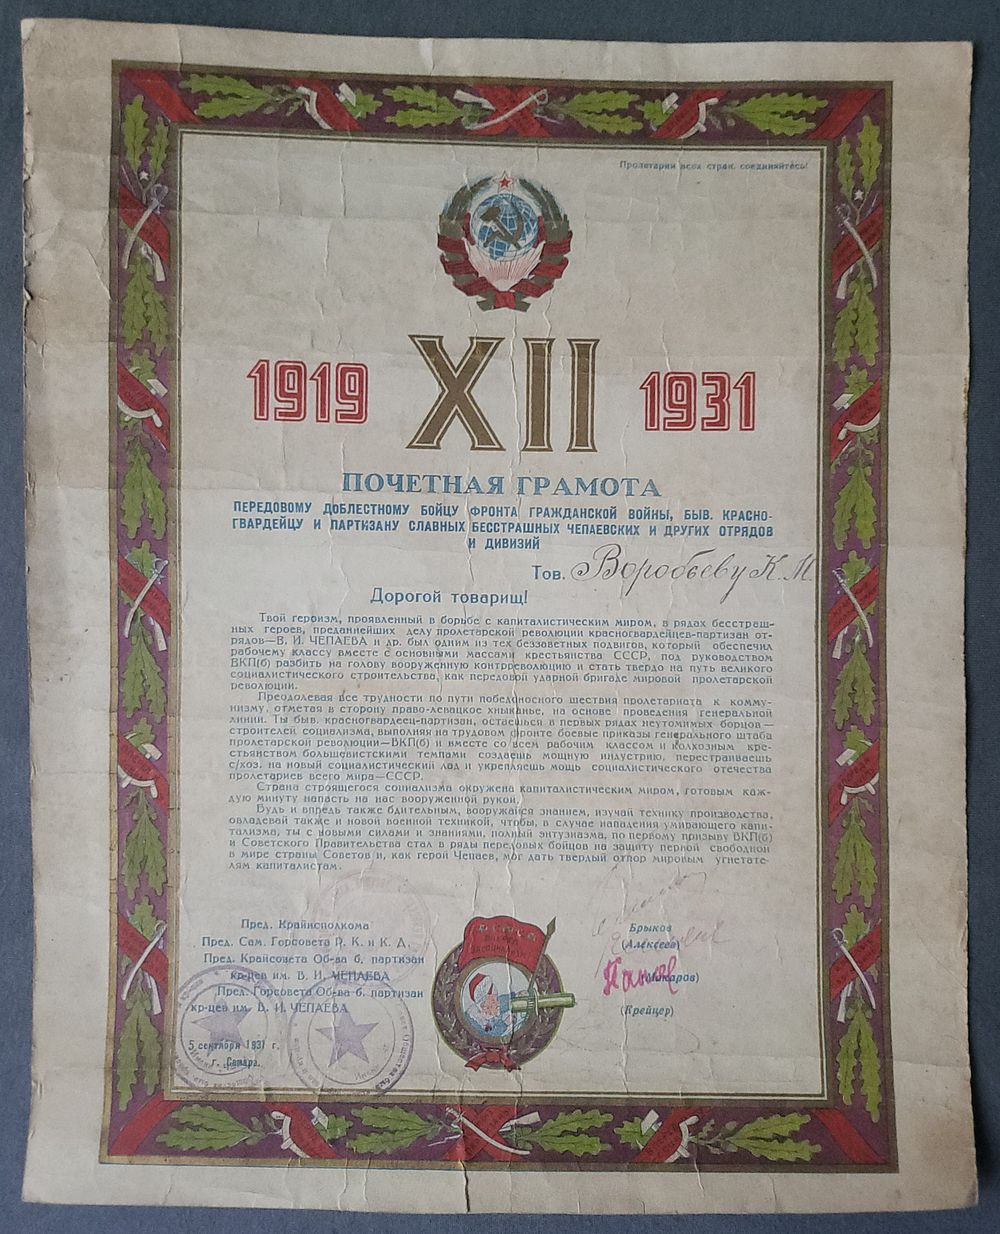 Пролетарии всех стран, соединяйтесь!
1919 XII 1931
ПОЧЕТНАЯ ГРАМОТА
ПЕРЕДОВОМУ ДОБЛЕСТНОМУ БОЙЦУ ФРОНТА ГРАЖДАНСКОЙ ВОЙНЫ, БЫВ. КРАСНО-
ГВАРДЕЙЦУ И ПАРТИЗАНУ СЛАВНЫХ БЕССТРАШНЫХ ЧЕПАЕВСКИХ И ДРУГИХ ОТРЯДОВ
И ДИВИЗИЙ
Тов. Воробьеву К. М.
Дорогой товарищ!
Твой героизм, проявленный в борьбе с капиталистическим миром, в рядах бесстраш-
ных героев, преданнейших делу пролетарской революции красногвардейцев-партизан от-
рядов—В. И. ЧЕПАЕВА и др. был одним из тех беззаветных подвигов, который обеспечил
рабочему классу вместе с основными массами крестьянства СССР, под руководством
ВКП(б) разбить на голову вооруженную контрреволюцию и стать твердо на путь великого
социалистического строительства, как передовой ударной бригаде мировой пролетарской
революции.
Преодолевая все трудности по пути победоносного шествия пролетариата к комму-
низму, отметая в сторону право-левацкое хныканье, на основе проведения генеральной
линии. Ты быв. красногвардеец-партизан, остаешься в первых рядах неутомимых борцов—
строителей социализма, выполняя на трудовом фронте боевые приказы генерального штаба
пролетарской революции—ВКП(б) и вместе со всем рабочим классом и колхозным кре-
стьянством большевистскими темпами создаешь мощную индустрию, перестраиваешь
с/хоз. на новый социалистический лад и укрепляешь мощь социалистического отечества
пролетариев всего мира—СССР.
Страна строящегося социализма окружена капиталистическим миром, готовым каж-
дую минуту напасть на нас вооруженной рукой.
Будь и впредь также бдительным, вооружайся знанием, изучай технику производства,
овладевай также и новой военной техникой, чтобы, в случае нападения умирающего капи-
тализма, ты с новыми силами и знаниями, полный энтузиазма, по первому призыву ВКП(б)
и Советского Правительства стал в ряды передовых бойцов на защиту первой свободной
в мире страны Советов и, как герой Чепаев, мог дать твердый отпор мировым угнетате-
лям капиталистам.
Пред. Крайисполкома Брыков
Пред. Сам. Горсовета Р. К. и К. Д. (Алексеев)
Пред. Крайсовета Об-ва б. партизан
кр-цев им. В. И. ЧЕПАЕВА (Макаров)
Пред. Горсовета Об-ва б. партизан
кр-цев им. В. И. ЧЕПАЕВА (Крейцер)
5 сентября 1931 г.
г. Самара.